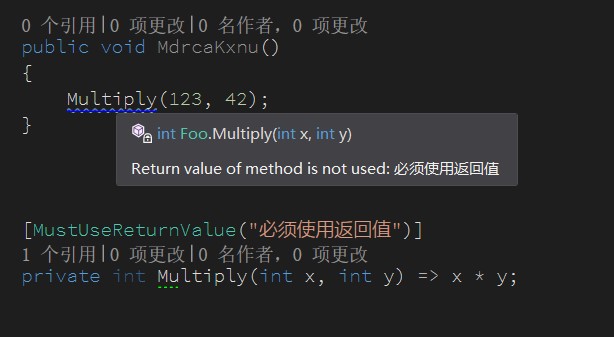 0 个引用|0 项更改|0 名作者，0 项更改
public void MdrcaKxnu()
{
Multiply(123, 42);
}
int Foo.Multiply(int x, int y)
Return value of method is not used: 必须使用返回值
[MustUseReturnValue("必须使用返回值")]
1 个引用|0 项更改|0 名作者，0 项更改
private int Multiply(int x, int y) => x * y;